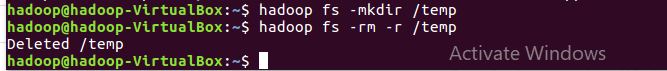 hadoop@hadoop-VirtualBox:~$ hadoop fs -mkdir /temp
hadoop@hadoop-VirtualBox:~$ hadoop fs -rm -r /temp
Deleted /temp
hadoop@hadoop-VirtualBox:~$
Activate Windows